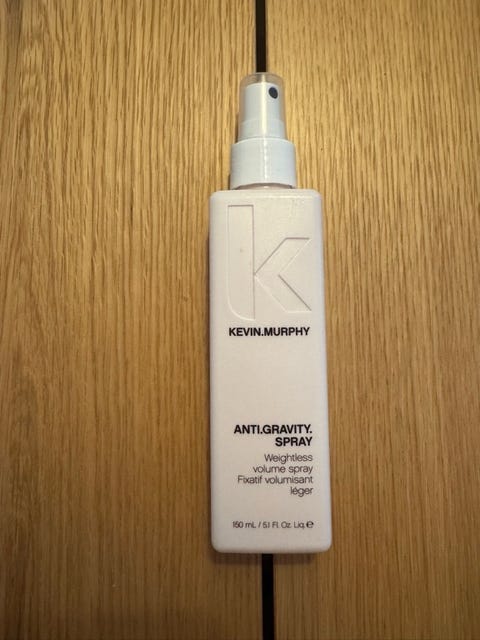 K
KEVIN.MURPHY
ANTI.GRAVITY.
SPRAY
Weightless
volume spray
Fixatif volumisant
léger
150 mL / 5.1 Fl. Oz. Liq. ℮